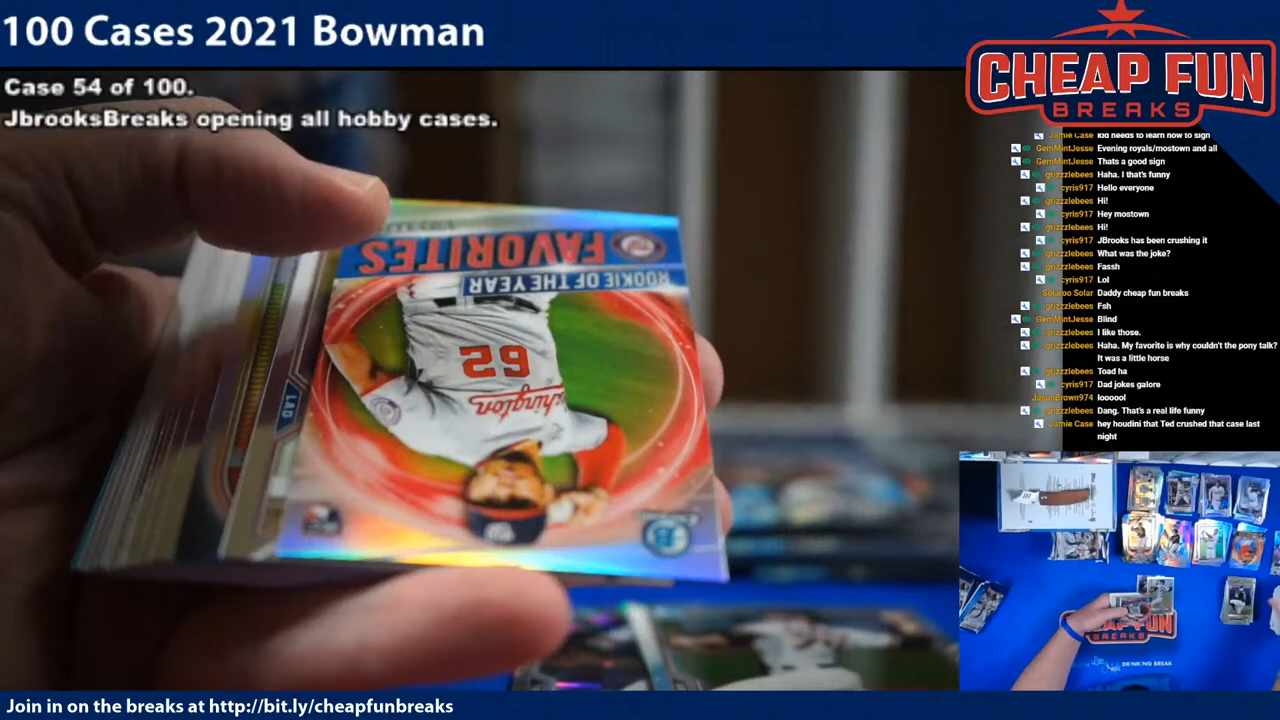 100 Cases 2021 Bowman
Case 54 of 100.
JbrooksBreaks opening all hobby cases.
CHEAP FUN
BREAKS
Jamie Case kid needs to learn how to sign
GemMintJesse Evening royals/mostown and all
GemMintJesse Thats a good sign
grizzzlebees Haha. I that's funny
cyris917 Hello everyone
grizzzlebees Hi!
cyris917 Hey mostown
grizzzlebees Hi!
cyris917 JBrooks has been crushing it
grizzzlebees What was the joke?
grizzzlebees Fassh
cyris917 Lol
Solaroo Solar Daddy cheap fun breaks
grizzzlebees Fsh
GemMintJesse Blind
grizzzlebees I like those.
grizzzlebees Haha. My favorite is why couldn't the pony talk?
It was a little horse
grizzzlebees Toad ha
cyris917 Dad jokes galore
JasonBrown974 loooool
grizzzlebees Dang. That's a real life funny
Jamie Case hey houdini that Ted crushed that case last
night
FAVORITES
ROOKIE OF THE YEAR
62
shington
LAD
CHEAP FUN
BREAKS
DRINKING BREAK
Join in on the breaks at http://bit.ly/cheapfunbreaks